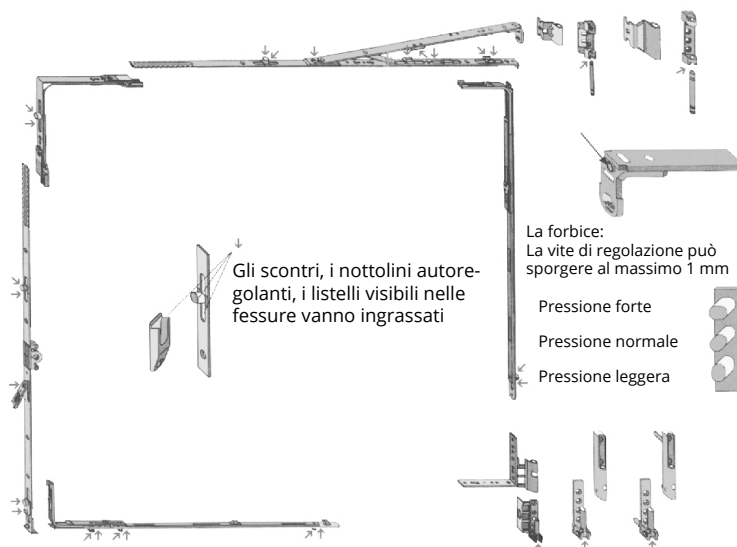 Gli scontri, i nottolini autore-
golanti, i listelli visibili nelle
fessure vanno ingrassati
La forbice:
La vite di regolazione può
sporgere al massimo 1 mm
Pressione forte
Pressione normale
Pressione leggera